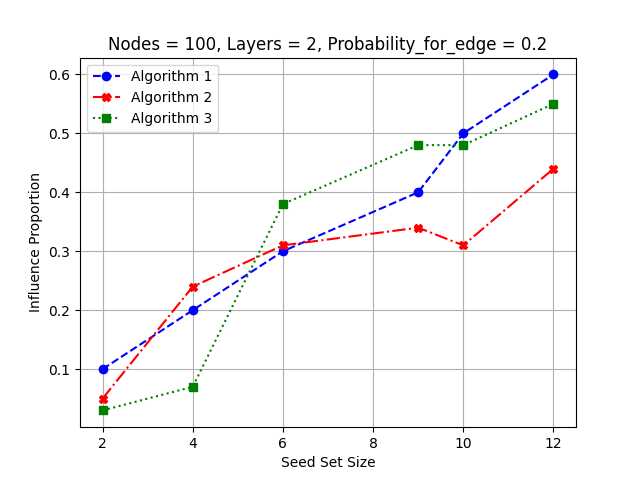 Nodes = 100, Layers = 2, Probability_for_edge = 0.2
Algorithm 1
Algorithm 2
Algorithm 3
Influence Proportion
0.6
0.5
0.4
0.3
0.2
0.1
2 4 6 8 10 12
Seed Set Size